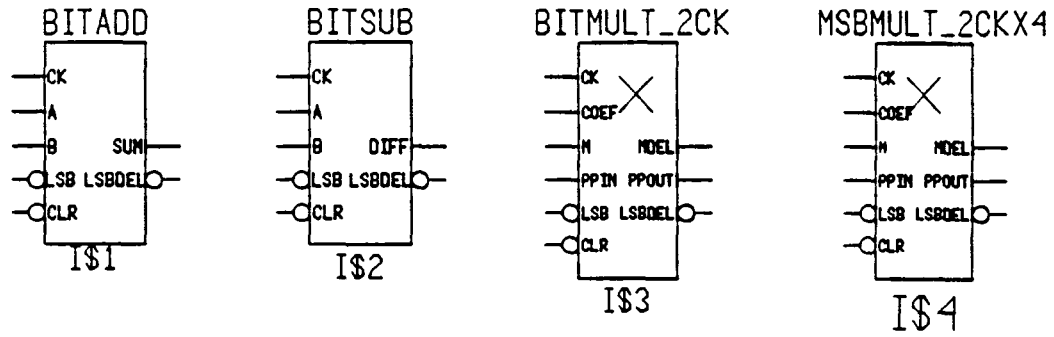 BITADD BITSUB BITMULT_2CK MSBMULT_2CKX4
CK CK CK CK
A A COEF COEF
B SUM B DIFF M MDEL M MDEL
PPIN PPOUT PPIN PPOUT
LSB LSBDEL LSB LSBDEL LSB LSBDEL LSB LSBDEL
CLR CLR CLR CLR
I$1 I$2 I$3 I$4